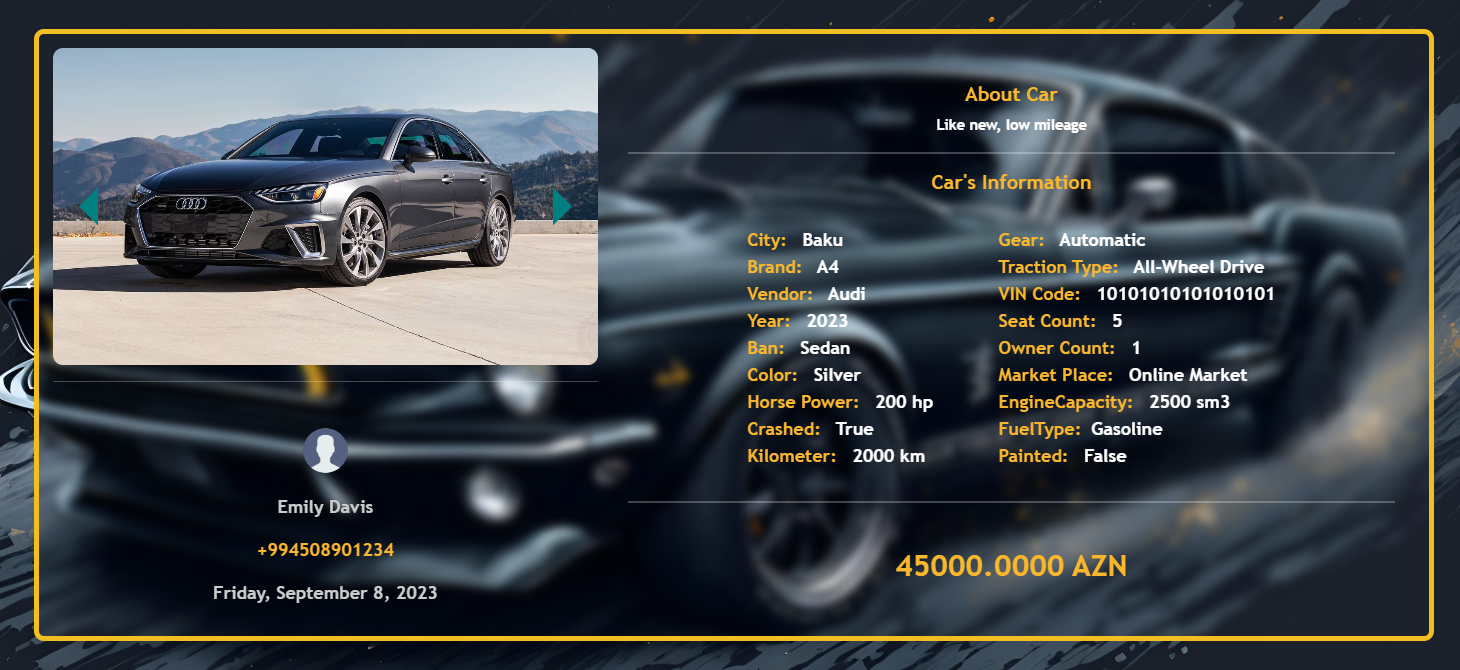 Emily Davis
+994508901234
Friday, September 8, 2023
About Car
Like new, low mileage
Car's Information
City: Baku
Brand: A4
Vendor: Audi
Year: 2023
Ban: Sedan
Color: Silver
Horse Power: 200 hp
Crashed: True
Kilometer: 2000 km
Gear: Automatic
Traction Type: All-Wheel Drive
VIN Code: 10101010101010101
Seat Count: 5
Owner Count: 1
Market Place: Online Market
EngineCapacity: 2500 sm3
FuelType: Gasoline
Painted: False
45000.0000 AZN